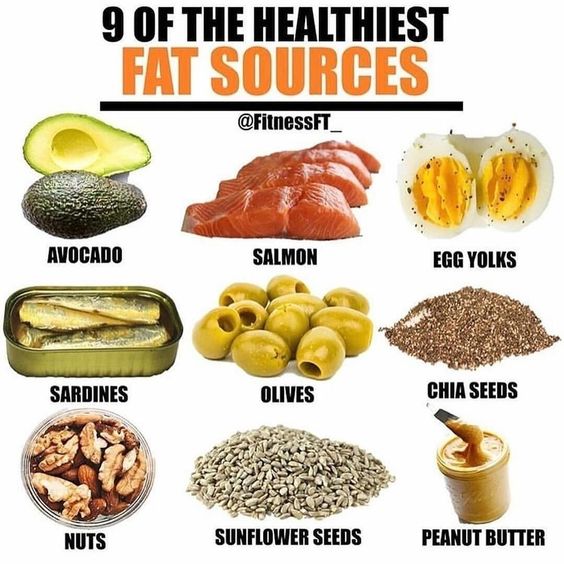 9 OF THE HEALTHIEST
FAT SOURCES
@FitnessFT_
AVOCADO
SALMON
EGG YOLKS
SARDINES
OLIVES
CHIA SEEDS
NUTS
SUNFLOWER SEEDS
PEANUT BUTTER